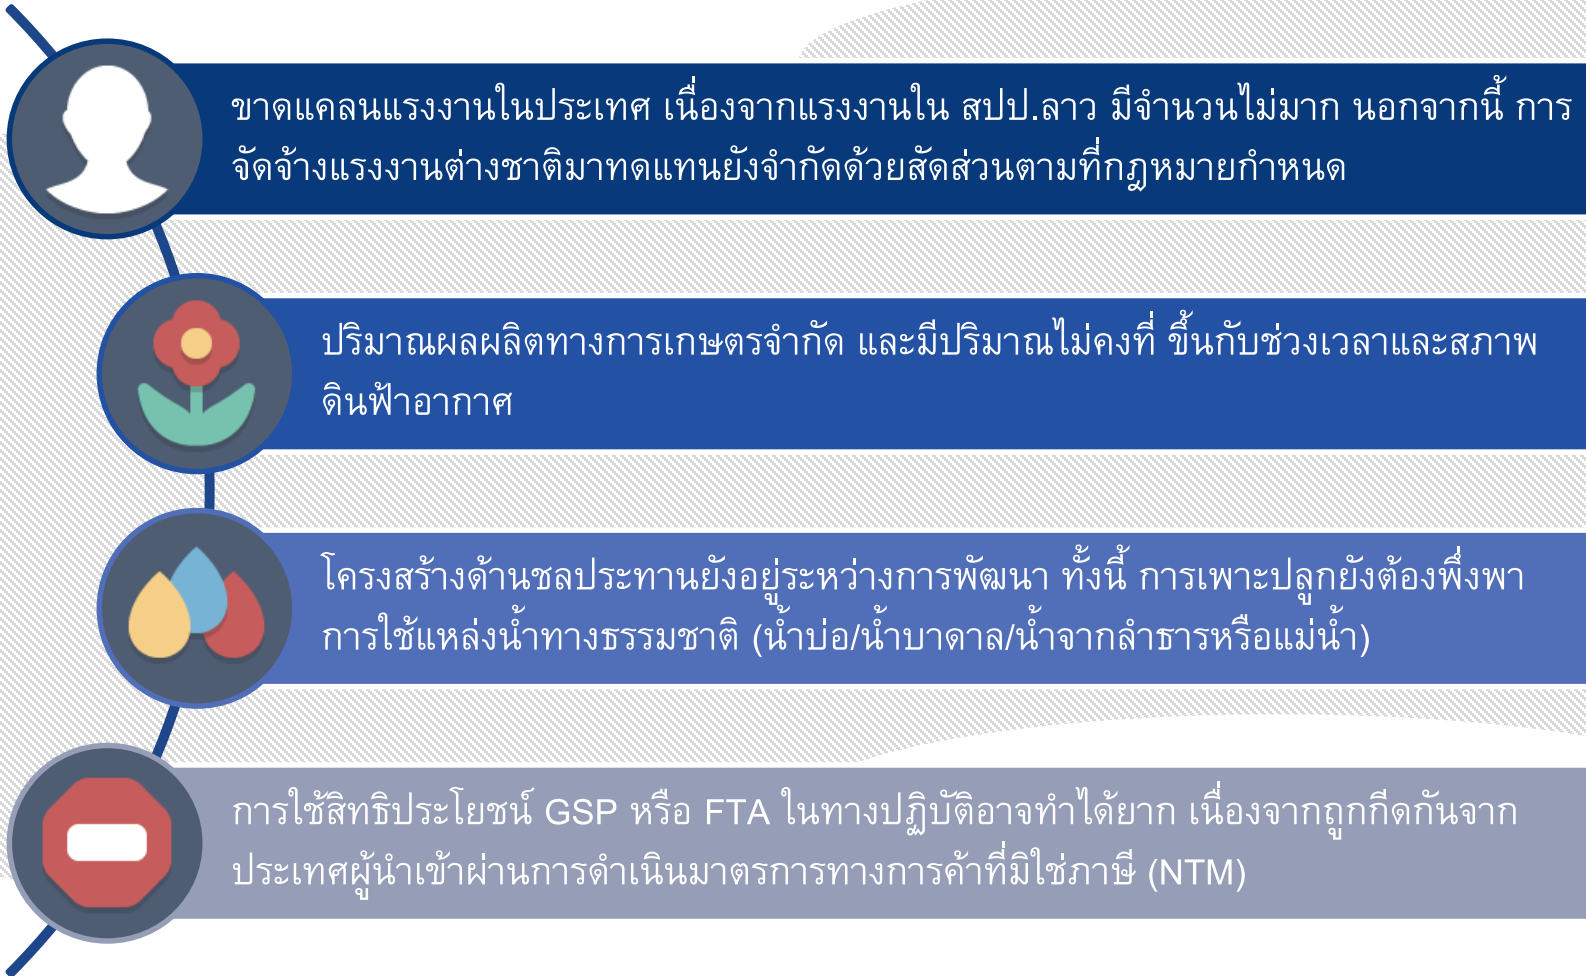 ขาดแคลนแรงงานในประเทศ เนื่องจากแรงงานใน สปป.ลาว มีจำนวนไม่มาก นอกจากนี้ การ
จัดจ้างแรงงานต่างชาติมาทดแทนยังจำกัดด้วยสัดส่วนตามที่กฎหมายกำหนด
ปริมาณผลผลิตทางการเกษตรจำกัด และมีปริมาณไม่คงที่ ขึ้นกับช่วงเวลาและสภาพ
ดินฟ้าอากาศ
โครงสร้างด้านชลประทานยังอยู่ระหว่างการพัฒนา ทั้งนี้ การเพาะปลูกยังต้องพึ่งพา
การใช้แหล่งน้ำทางธรรมชาติ (น้ำบ่อ/น้ำบาดาล/น้ำจากลำธารหรือแม่น้ำ)
การใช้สิทธิประโยชน์ GSP หรือ FTA ในทางปฏิบัติอาจทำได้ยาก เนื่องจากถูกกีดกันจาก
ประเทศผู้นำเข้าผ่านการดำเนินมาตรการทางการค้าที่มิใช่ภาษี (NTM)